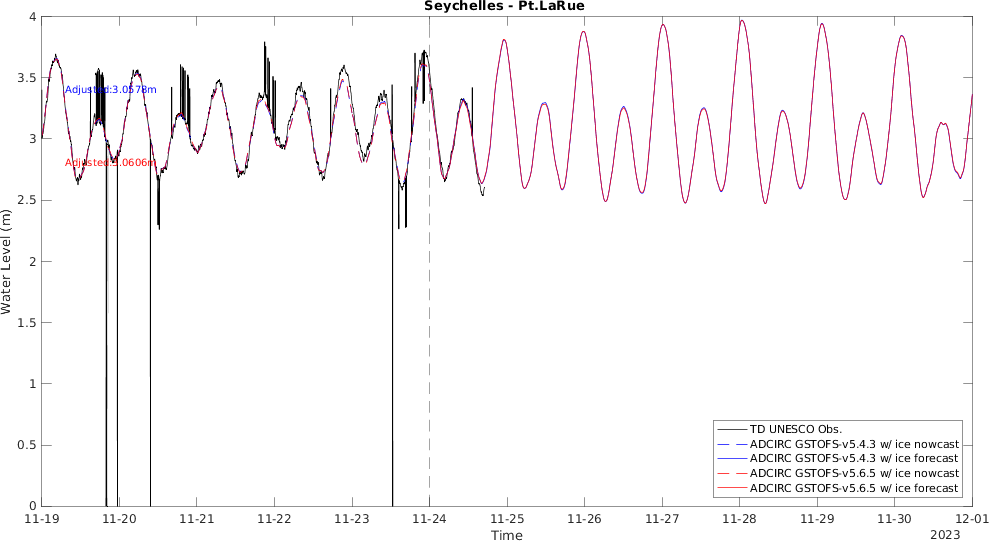 Seychelles - Pt.LaRue
4
3.5
3
2.5
2
1.5
1
0.5
0
Water Level (m)
Adjusted:3.0578m
Adjusted:3.0606m
TD UNESCO Obs.
ADCIRC GSTOFS-v5.4.3 w/ ice nowcast
ADCIRC GSTOFS-v5.4.3 w/ ice forecast
ADCIRC GSTOFS-v5.6.5 w/ ice nowcast
ADCIRC GSTOFS-v5.6.5 w/ ice forecast
11-19 11-20 11-21 11-22 11-23 11-24 11-25 11-26 11-27 11-28 11-29 11-30 12-01
Time
2023